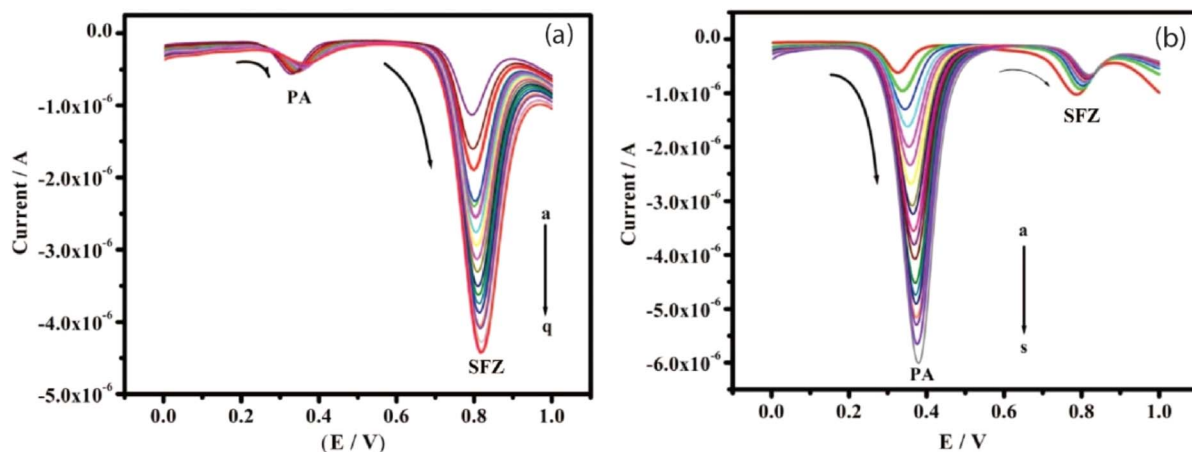 (a)
0.0
-1.0x10⁻⁶
-2.0x10⁻⁶
-3.0x10⁻⁶
-4.0x10⁻⁶
-5.0x10⁻⁶
Current / A
PA
a
q
SFZ
0.0 0.2 0.4 0.6 0.8 1.0
(E / V)
(b)
0.0
-1.0x10⁻⁶
-2.0x10⁻⁶
-3.0x10⁻⁶
-4.0x10⁻⁶
-5.0x10⁻⁶
-6.0x10⁻⁶
Current / A
SFZ
a
s
PA
0.0 0.2 0.4 0.6 0.8 1.0
E / V